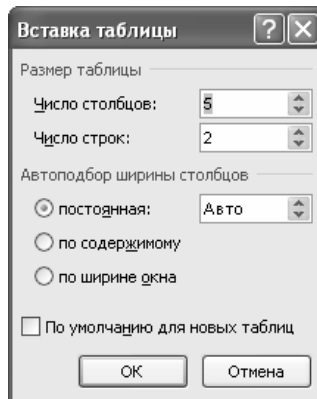 Вставка таблицы
Размер таблицы
Число столбцов: 5
Число строк: 2
Автоподбор ширины столбцов
постоянная: Авто
по содержимому
по ширине окна
По умолчанию для новых таблиц
ОК Отмена